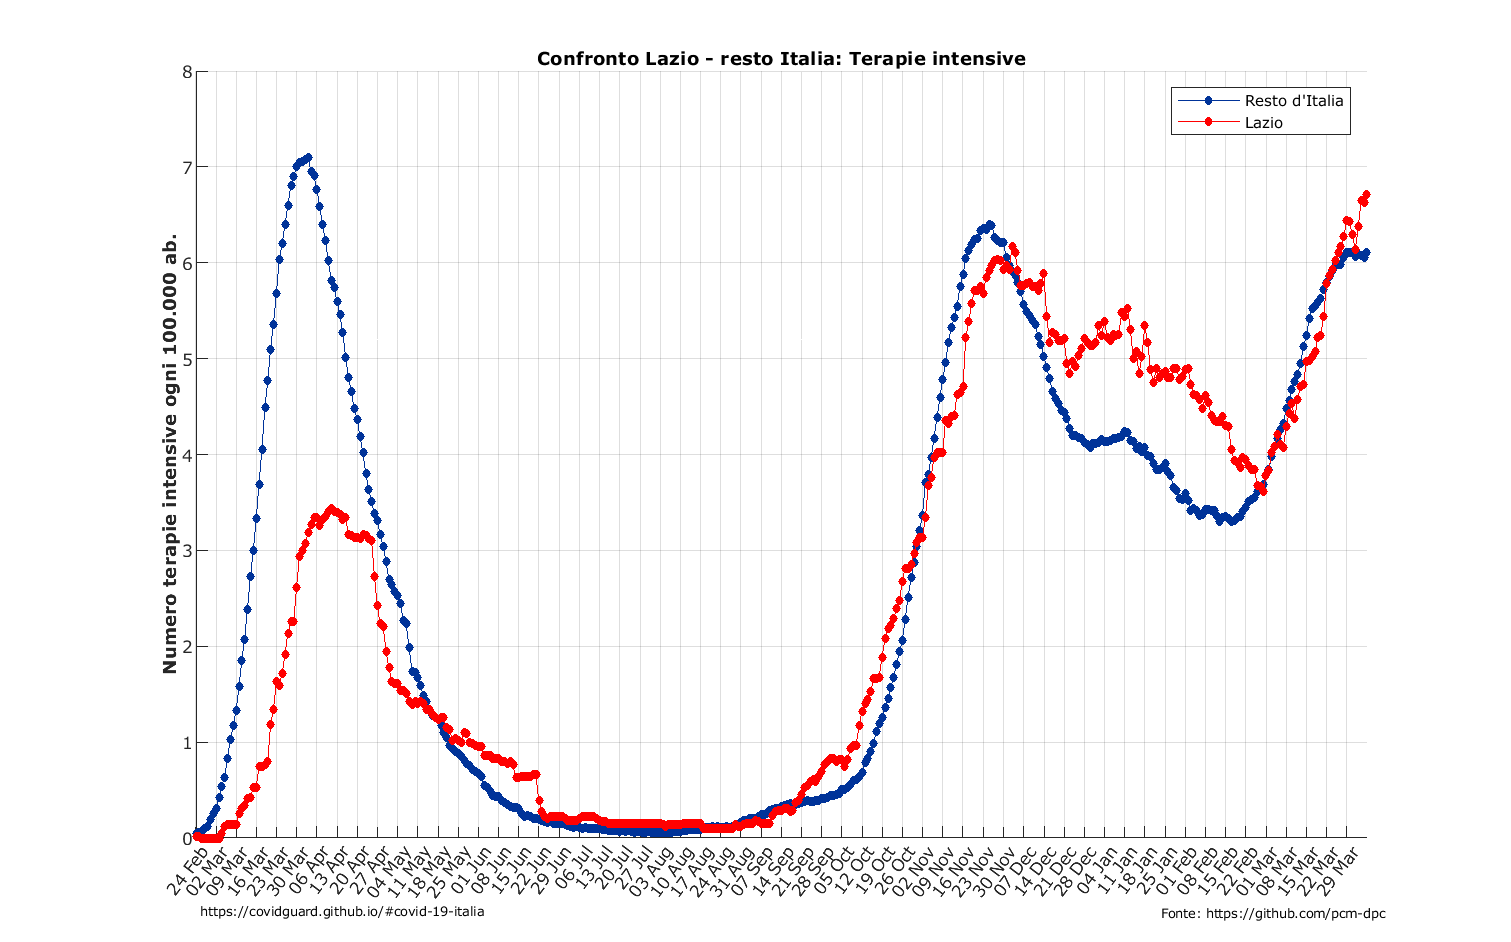 Confronto Lazio - resto Italia: Terapie intensive
Resto d'Italia
Lazio
Numero terapie intensive ogni 100.000 ab.
8
7
6
5
4
3
2
1
0
24 Feb
02 Mar
09 Mar
16 Mar
23 Mar
30 Mar
06 Apr
13 Apr
20 Apr
27 Apr
04 May
11 May
18 May
25 May
01 Jun
08 Jun
15 Jun
22 Jun
29 Jun
06 Jul
13 Jul
20 Jul
27 Jul
03 Aug
10 Aug
17 Aug
24 Aug
31 Aug
07 Sep
14 Sep
21 Sep
28 Sep
05 Oct
12 Oct
19 Oct
26 Oct
02 Nov
09 Nov
16 Nov
23 Nov
30 Nov
07 Dec
14 Dec
21 Dec
28 Dec
04 Jan
11 Jan
18 Jan
25 Jan
01 Feb
08 Feb
15 Feb
22 Feb
01 Mar
08 Mar
15 Mar
22 Mar
29 Mar
https://covidguard.github.io/#covid-19-italia
Fonte: https://github.com/pcm-dpc